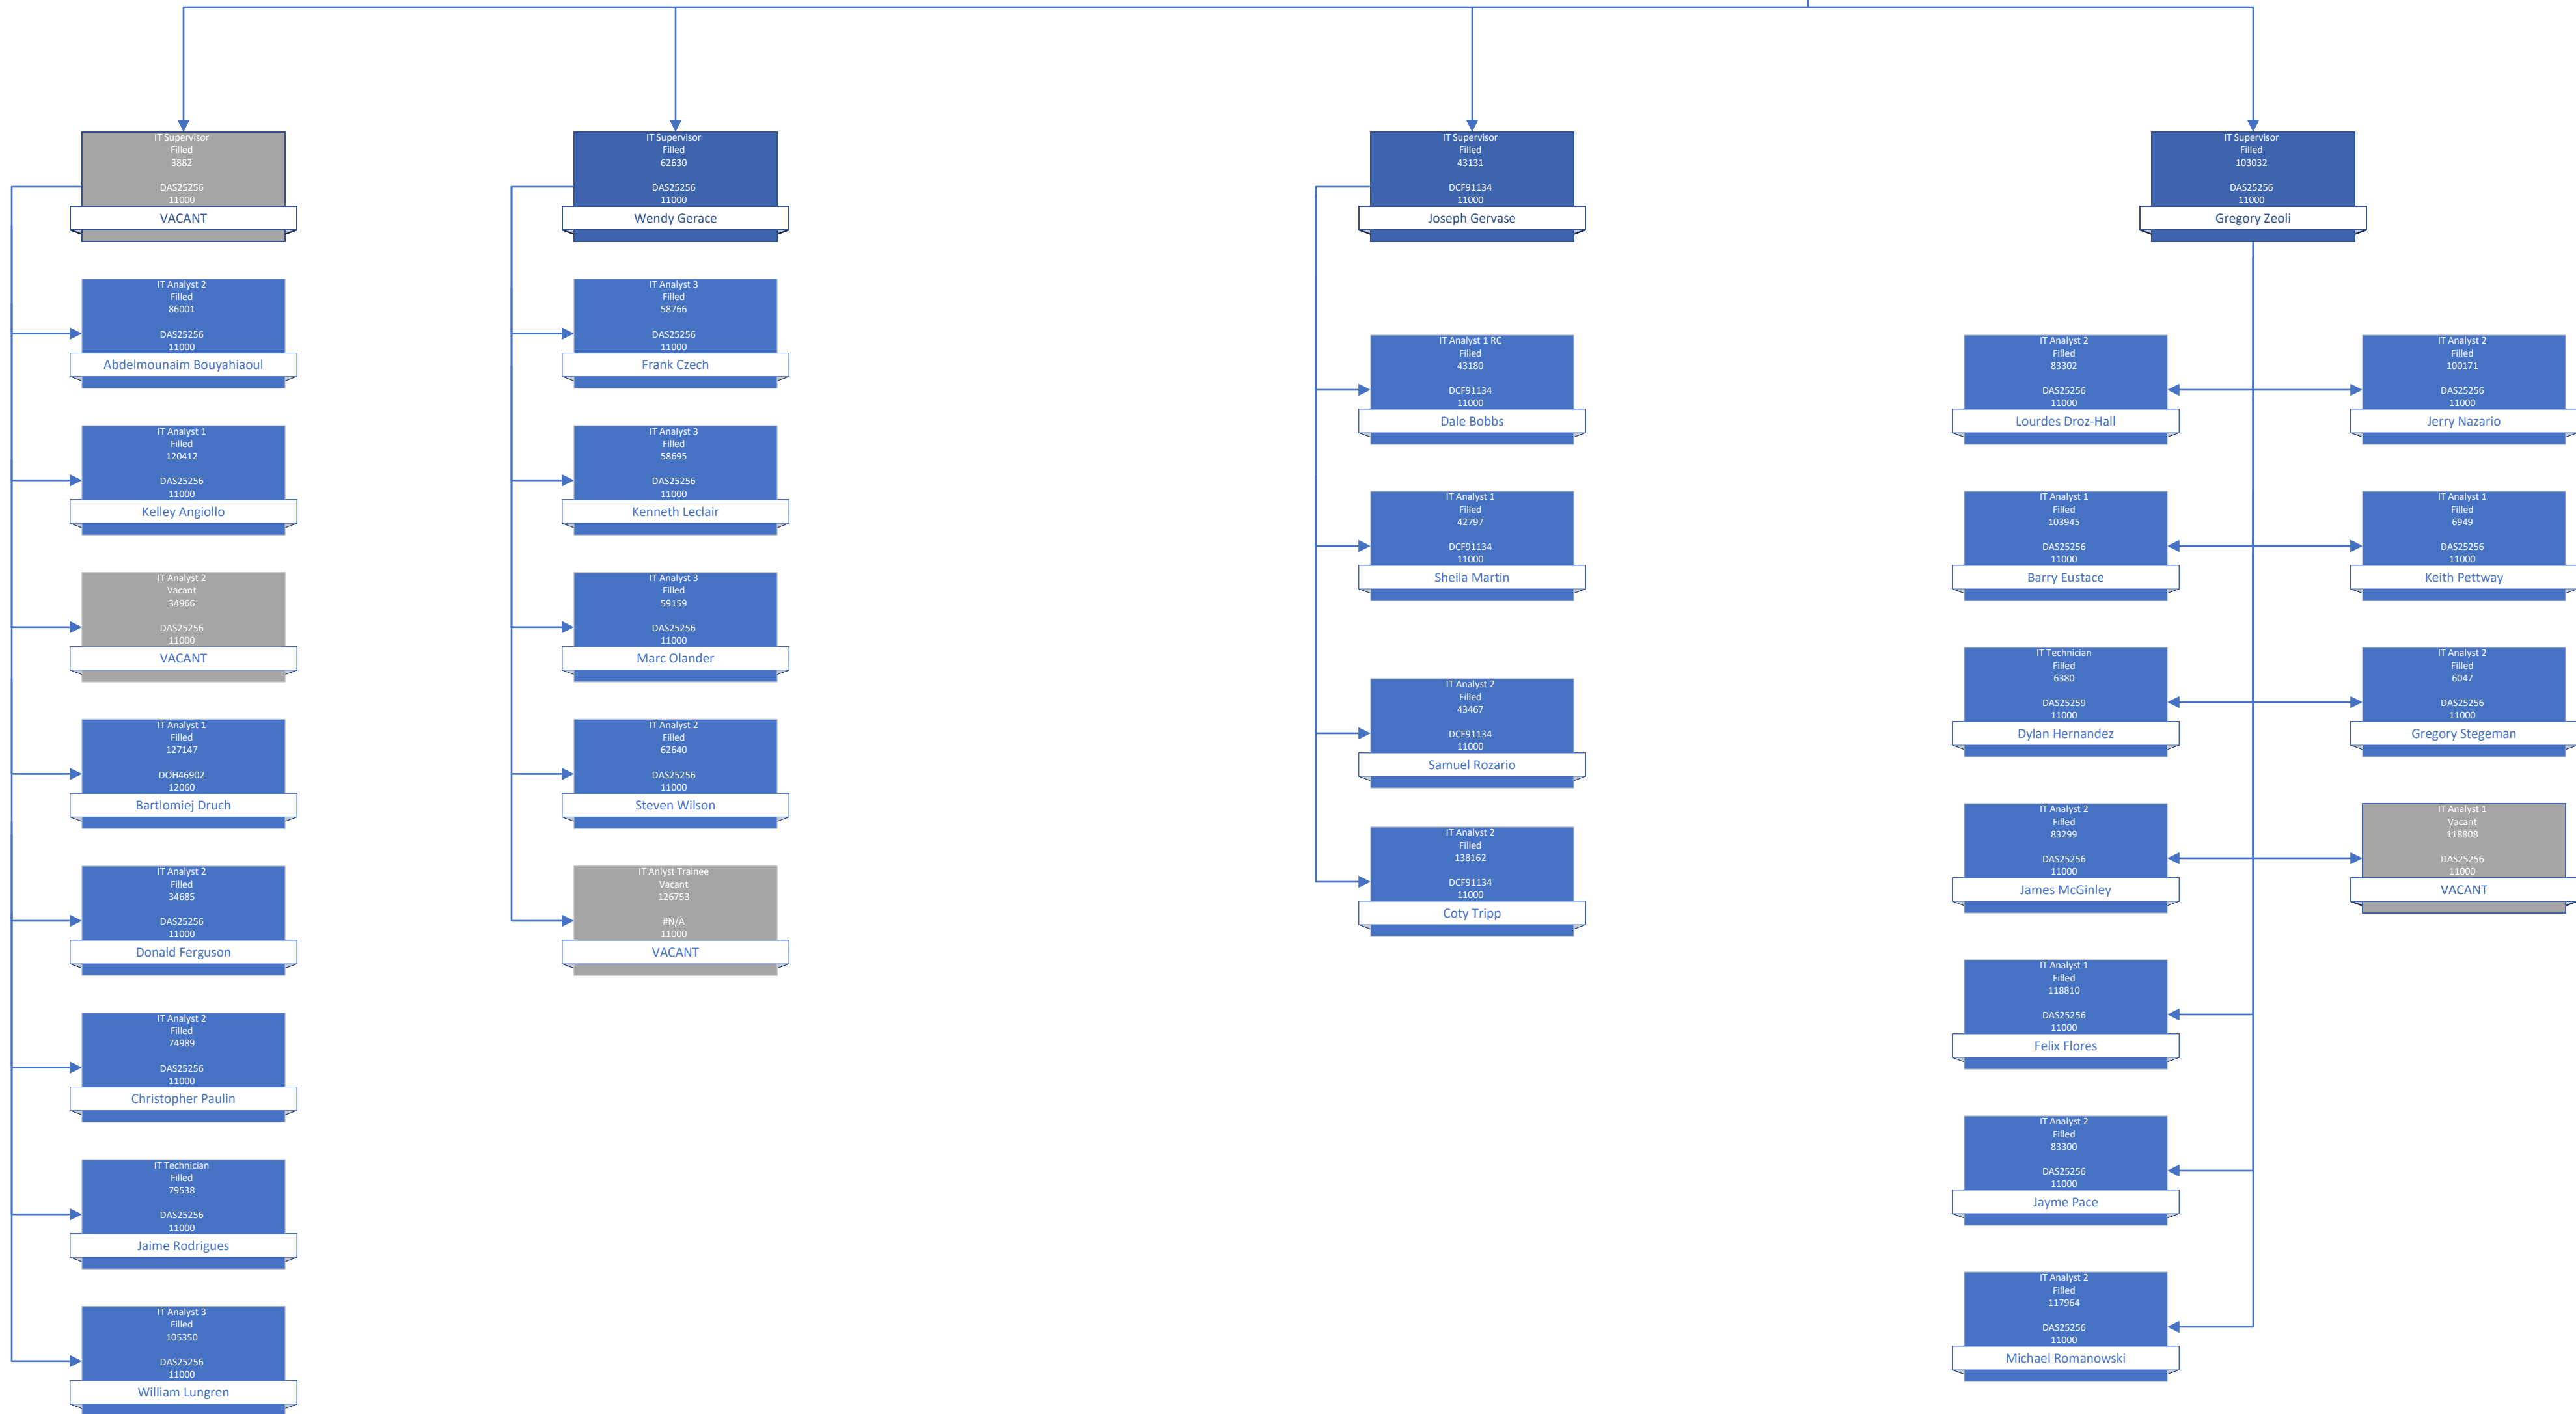 IT Supervisor
Filled
3882
DAS25256
11000
VACANT
IT Analyst 2
Filled
86001
DAS25256
11000
Abdelmounaim Bouyahiaoul
IT Analyst 1
Filled
120412
DAS25256
11000
Kelley Angiollo
IT Analyst 2
Vacant
34966
DAS25256
11000
VACANT
IT Analyst 1
Filled
127147
DOH46902
12060
Bartlomiej Druch
IT Analyst 2
Filled
34685
DAS25256
11000
Donald Ferguson
IT Analyst 2
Filled
74989
DAS25256
11000
Christopher Paulin
IT Technician
Filled
79538
DAS25256
11000
Jaime Rodrigues
IT Analyst 3
Filled
105350
DAS25256
11000
William Lungren
IT Supervisor
Filled
62630
DAS25256
11000
Wendy Gerace
IT Analyst 3
Filled
58766
DAS25256
11000
Frank Czech
IT Analyst 3
Filled
58695
DAS25256
11000
Kenneth Leclair
IT Analyst 3
Filled
59159
DAS25256
11000
Marc Olander
IT Analyst 2
Filled
62640
DAS25256
11000
Steven Wilson
IT Anlyst Trainee
Vacant
126753
#N/A
11000
VACANT
IT Supervisor
Filled
43131
DCF91134
11000
Joseph Gervase
IT Analyst 1 RC
Filled
43180
DCF91134
11000
Dale Bobbs
IT Analyst 1
Filled
42797
DCF91134
11000
Sheila Martin
IT Analyst 2
Filled
43467
DCF91134
11000
Samuel Rozario
IT Analyst 2
Filled
138162
DCF91134
11000
Coty Tripp
IT Supervisor
Filled
103032
DAS25256
11000
Gregory Zeoli
IT Analyst 2
Filled
83302
DAS25256
11000
Lourdes Droz-Hall
IT Analyst 1
Filled
103945
DAS25256
11000
Barry Eustace
IT Technician
Filled
6380
DAS25259
11000
Dylan Hernandez
IT Analyst 2
Filled
83299
DAS25256
11000
James McGinley
IT Analyst 1
Filled
118810
DAS25256
11000
Felix Flores
IT Analyst 2
Filled
83300
DAS25256
11000
Jayme Pace
IT Analyst 2
Filled
117964
DAS25256
11000
Michael Romanowski
IT Analyst 2
Filled
100171
DAS25256
11000
Jerry Nazario
IT Analyst 1
Filled
6949
DAS25256
11000
Keith Pettway
IT Analyst 2
Filled
6047
DAS25256
11000
Gregory Stegeman
IT Analyst 1
Vacant
118808
DAS25256
11000
VACANT